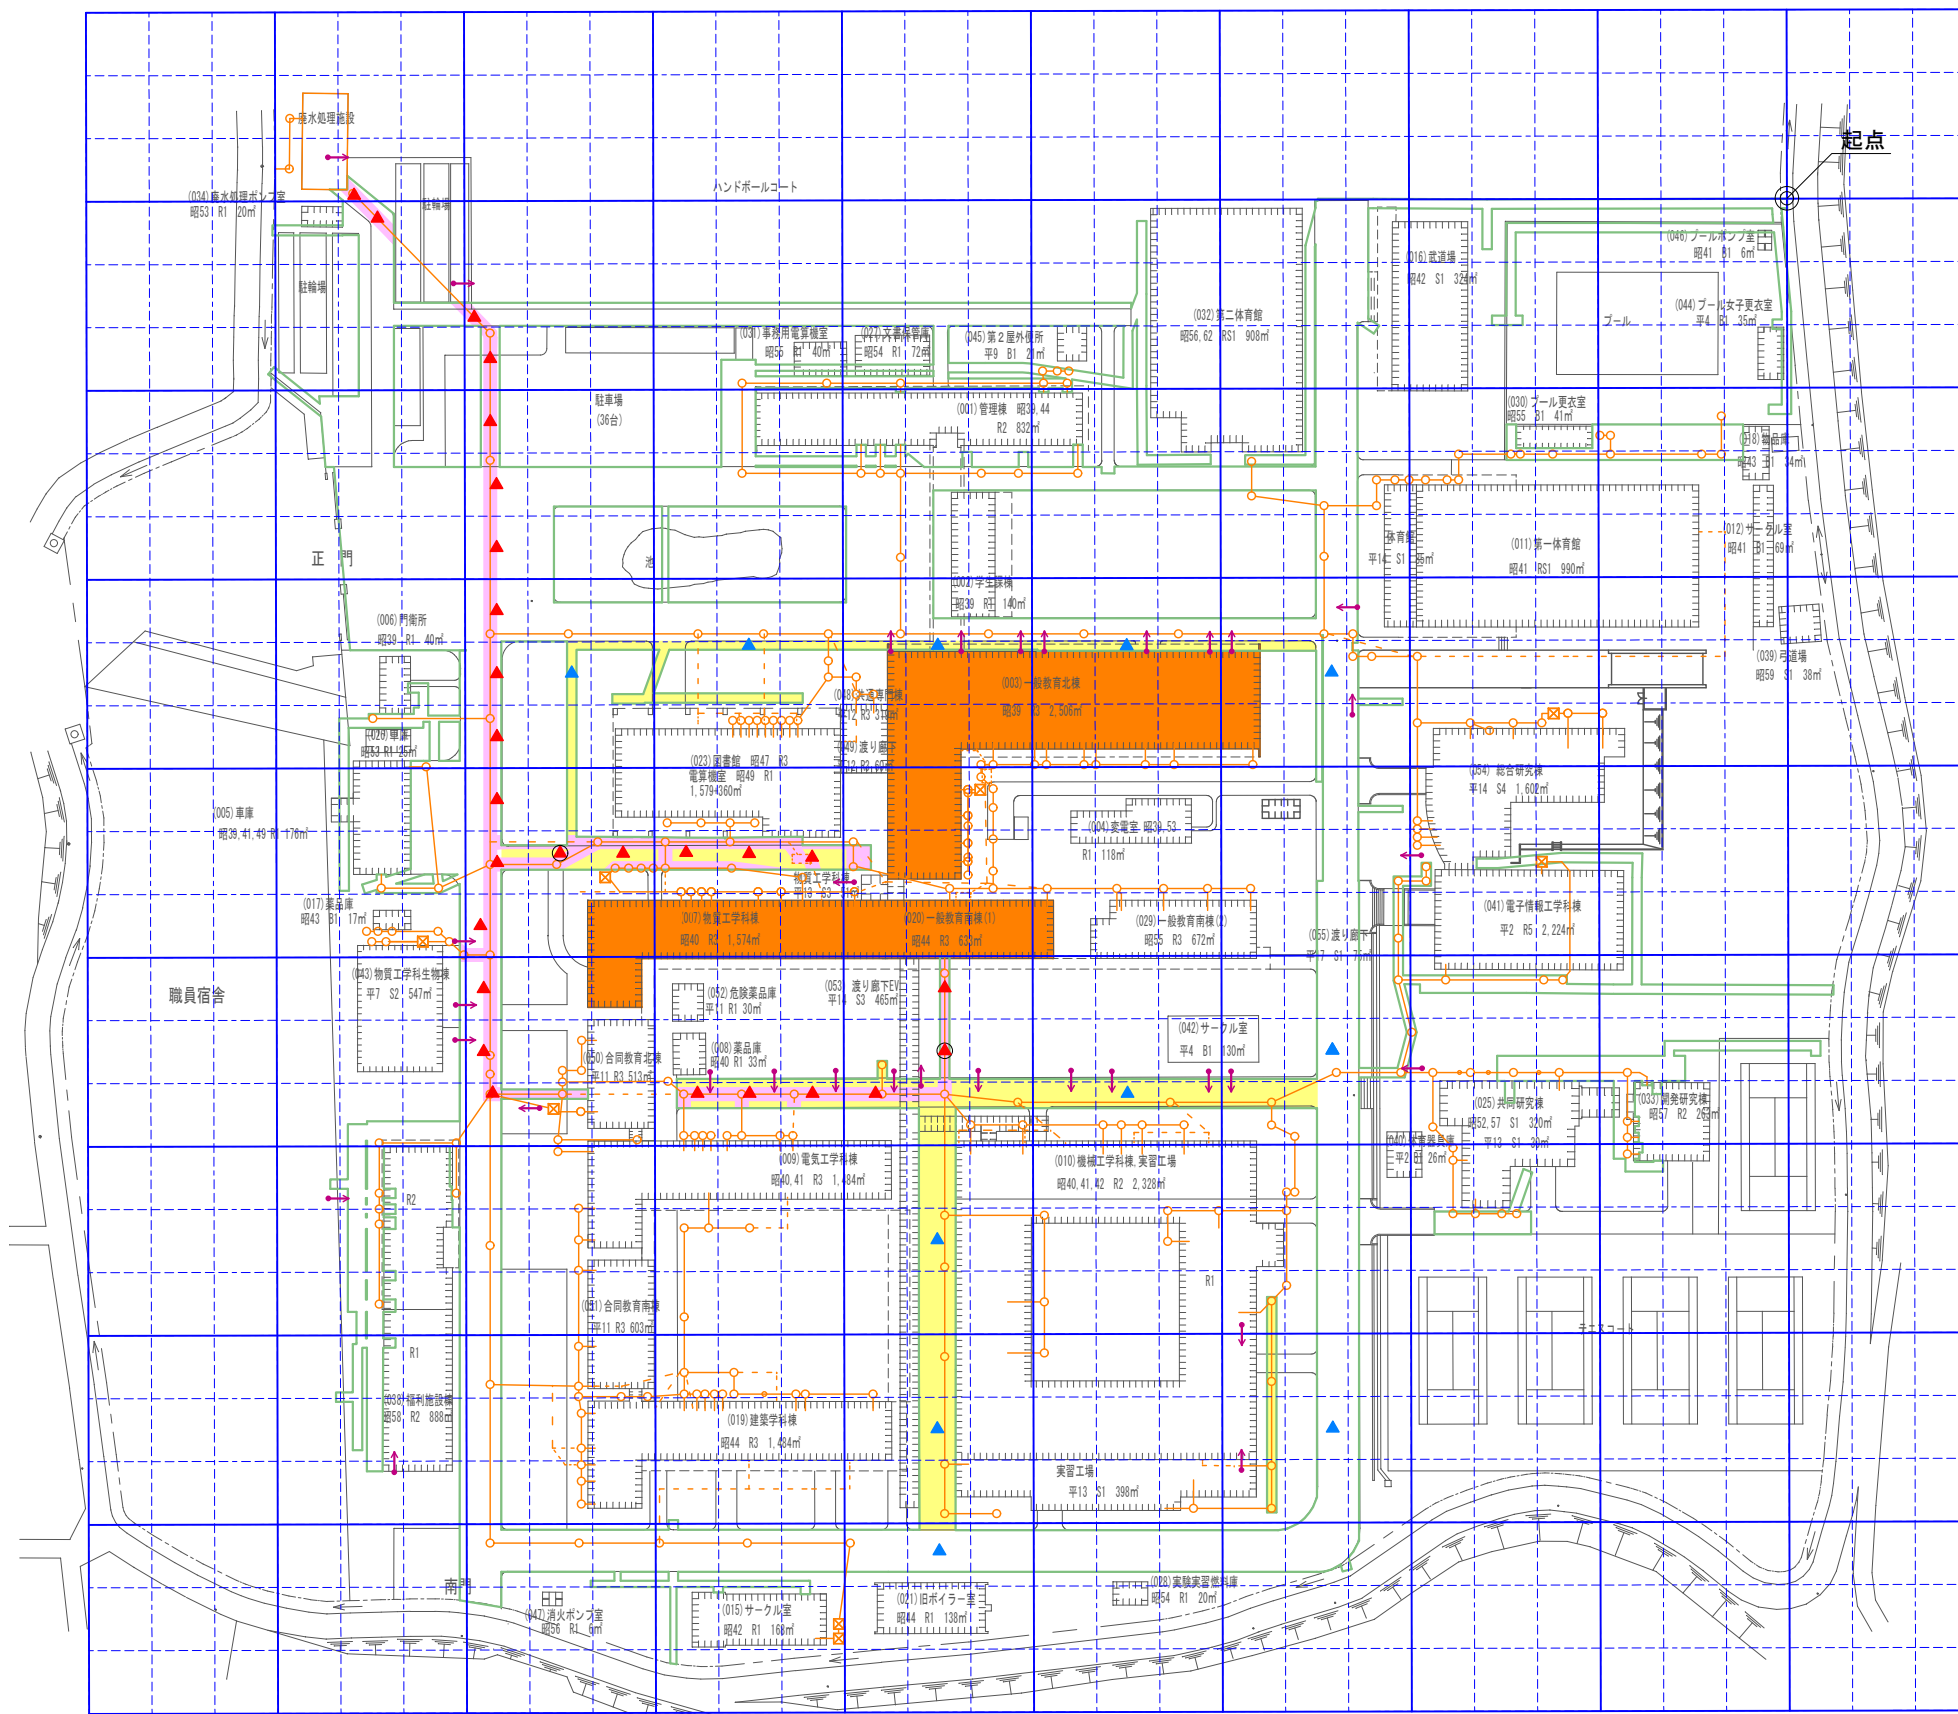 起点
廃水処理施設
(034)廃水処理ポンプ室
昭53 R1 20㎡
駐輪場
ハンドボールコート
駐輪場
(032)第二体育館
昭56,62 RS1 908㎡
(016)武道場
昭42 S1 324㎡
(046)プールポンプ室
昭41 B1 6㎡
(044)プール女子更衣室
平4 B1 35㎡
プール
(031)事務用電算機室
昭55 R1 40㎡
(027)文書保管庫
昭54 R1 72㎡
(045)第2屋外便所
平9 B1 21㎡
駐車場
(36台)
(001)管理棟 昭39,44
R2 832㎡
(030)プール更衣室
昭55 B1 41㎡
(018)物品庫
昭43 B1 34㎡
正 門
池
(002)学生課棟
昭39 R1 140㎡
体育館
平14 S1
(011)第一体育館
昭41 RS1 990㎡
(012)サークル室
昭41 B1 69㎡
(006)門衛所
昭39 R1 40㎡
(039)弓道場
昭59 S1 38㎡
(026)車庫
昭53 R1 25㎡
(048)共通専門棟
(003)一般教育北棟
昭39 R3 2,506㎡
(023)図書館 昭47 R3
電算機室 昭49 R1
1,579+360㎡
(049)渡り廊下
(054)総合研究棟
平14 S4 1,602㎡
(005)車庫
昭39,41,49 R1 176㎡
(004)変電室 昭39,53
R1 118㎡
物質工学科棟
(017)薬品庫
昭43 B1 17㎡
(007)物質工学科棟
昭40 R2 1,574㎡
(020)一般教育南棟(1)
昭44 R3 633㎡
(029)一般教育南棟(2)
昭55 R3 672㎡
(055)渡り廊下
(041)電子情報工学科棟
平2 R5 2,224㎡
職員宿舎
(043)物質工学科生物棟
平7 S2 547㎡
(052)危険薬品庫
平11 R1 30㎡
(053) 渡り廊下EV
平14 S3 465㎡
(042)サークル室
平4 B1 130㎡
(050)合同教育北棟
平11 R3 513㎡
(008)薬品庫
昭40 R1 33㎡
(025)共同研究棟
昭52,57 S1 320㎡
平13 S1 30㎡
(033)開発研究棟
(040)体育器具庫
平2 B1 26㎡
(009)電気工学科棟
昭40,41 R3 1,484㎡
(010)機械工学科棟,実習工場
昭40,41,42 R2 2,328㎡
R2
R1
(051)合同教育南棟
平11 R3 603㎡
テニスコート
R1
(038)福利施設棟
昭58 R2 888㎡
(019)建築学科棟
昭44 R3 1,484㎡
実習工場
平13 S1 398㎡
南門
(047)消火ポンプ室
昭56 R1 6㎡
(015)サークル室
昭42 R1 168㎡
(021)旧ボイラー室
昭44 R1 138㎡
(028)実験実習燃料庫
昭54 R1 20㎡